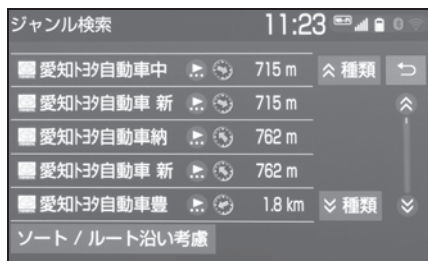 ジャンル検索 11:23
愛知トヨタ自動車中 715 m 種類
愛知トヨタ自動車 新 715 m
愛知トヨタ自動車納 762 m
愛知トヨタ自動車 新 762 m
愛知トヨタ自動車豊 1.8 km 種類
ソート / ルート沿い考慮